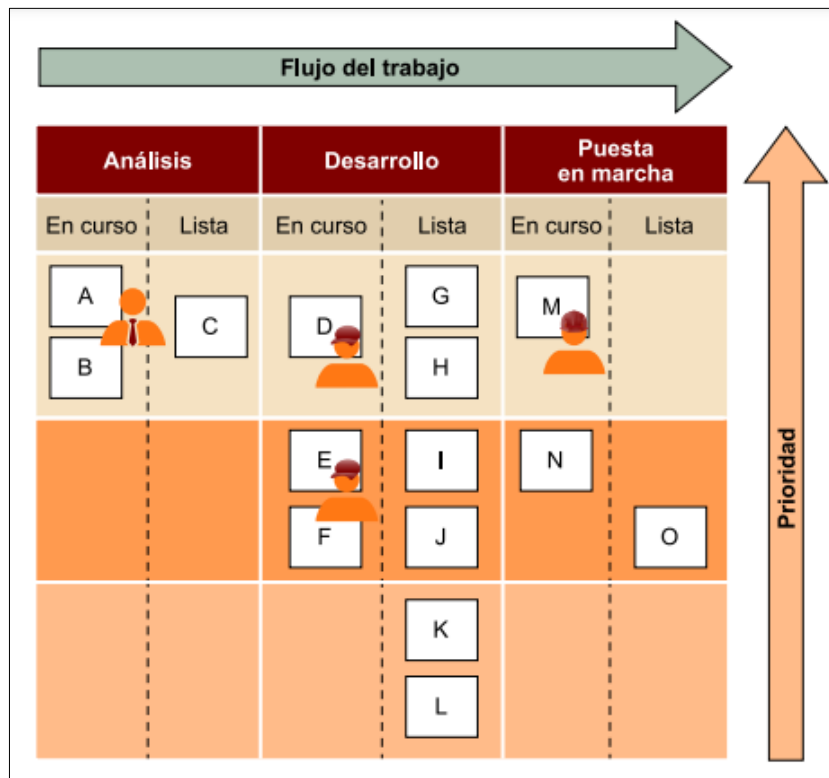 Flujo del trabajo
Análisis
Desarrollo
Puesta
en marcha
En curso
Lista
En curso
Lista
En curso
Lista
A
B
C
D
G
H
M
E
F
I
J
N
O
K
L
Prioridad